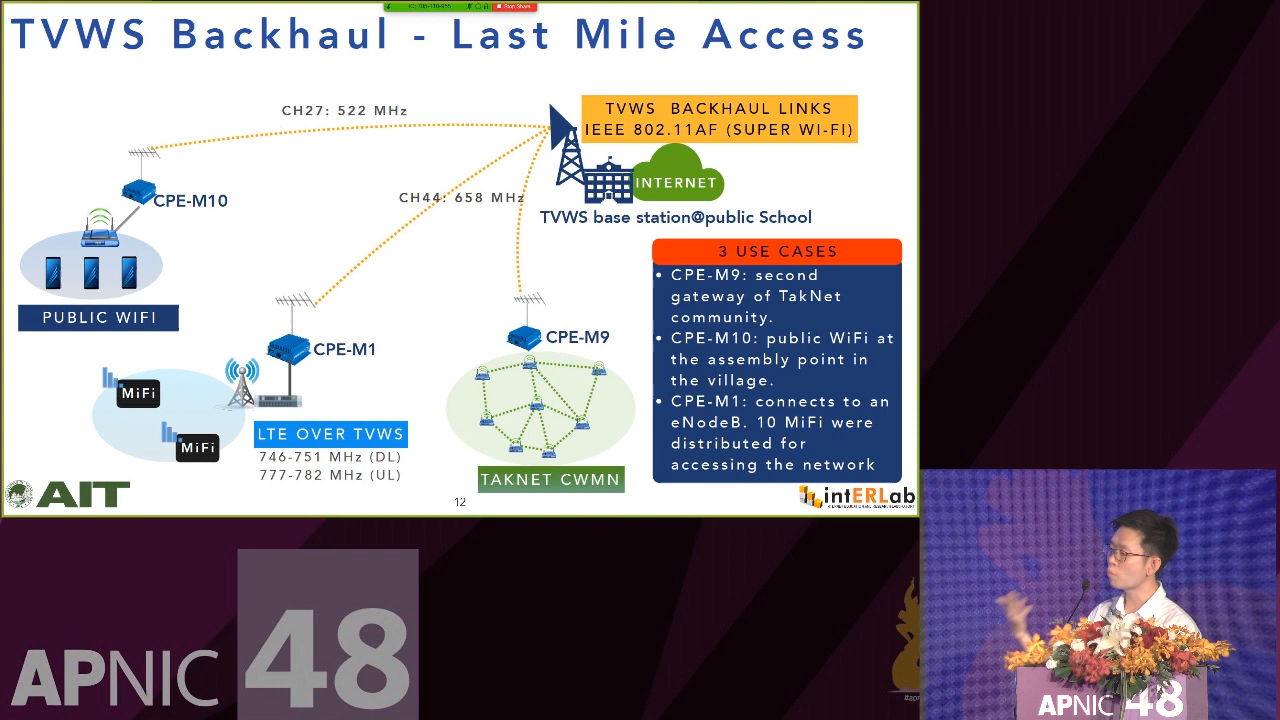 Stop Share
TVWS Backhaul - Last Mile Access
CH27: 522 MHz
TVWS BACKHAUL LINKS
IEEE 802.11AF (SUPER WI-FI)
INTERNET
CPE-M10
CH44: 658 MHz
TVWS base station@public School
PUBLIC WIFI
3 USE CASES
• CPE-M9: second
gateway of TakNet
community.
• CPE-M10: public WiFi at
the assembly point in
the village.
• CPE-M1: connects to an
eNodeB. 10 MiFi were
distributed for
accessing the network
CPE-M1
CPE-M9
MiFi
MiFi
LTE OVER TVWS
746-751 MHz (DL)
777-782 MHz (UL)
TAKNET CWMN
AIT
12
intERLab
APNIC 48
APNIC 48